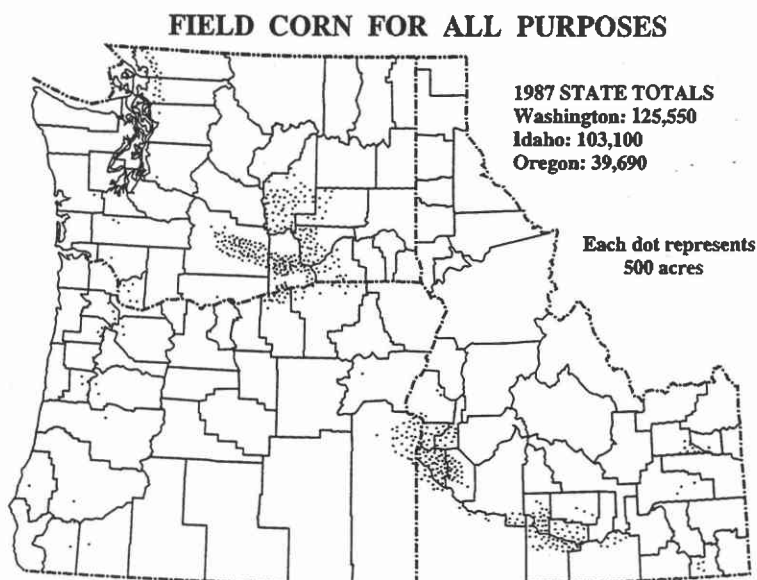 FIELD CORN FOR ALL PURPOSES
1987 STATE TOTALS
Washington: 125,550
Idaho: 103,100
Oregon: 39,690
Each dot represents
500 acres